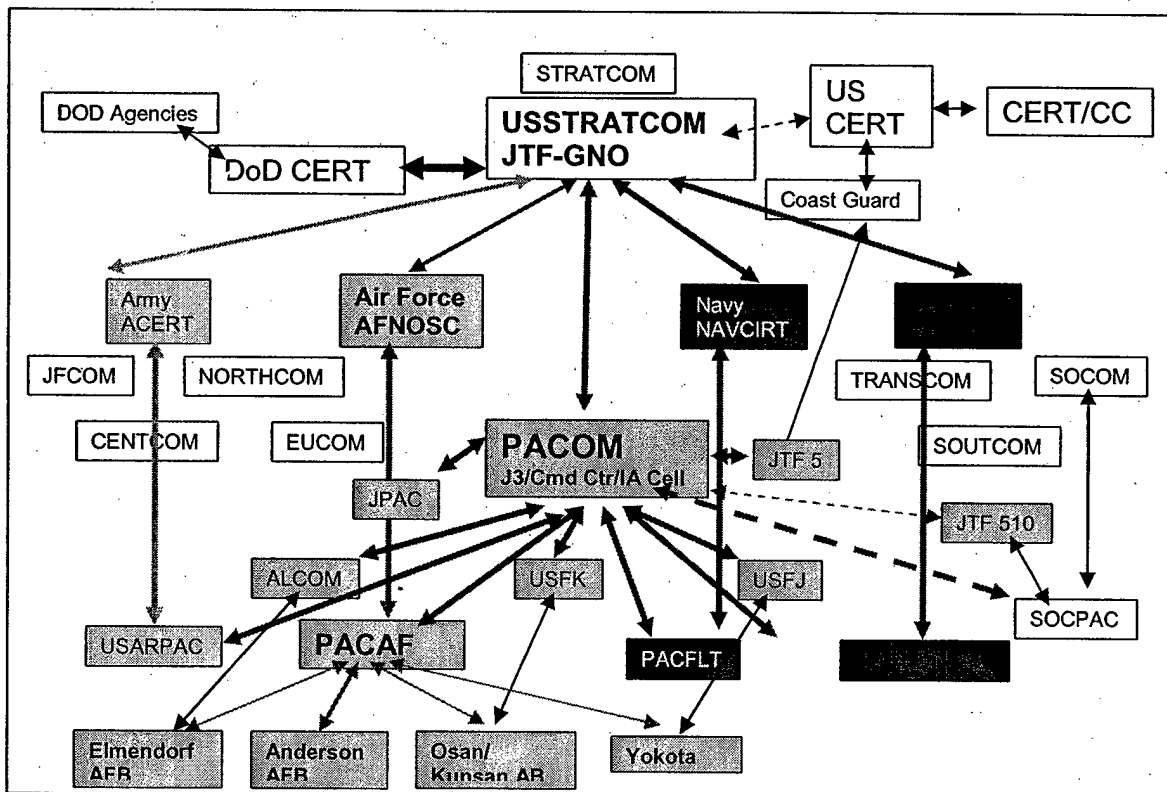 STRATCOM
DOD Agencies
USSTRATCOM
JTF-GNO
US
CERT
CERT/CC
DoD CERT
Coast Guard
Army
ACERT
Air Force
AFNOSC
Navy
NAVCIRT
JFCOM
NORTHCOM
TRANSCOM
SOCOM
CENTCOM
EUCOM
PACOM
J3/Cmd Ctr/IA Cell
JTF 5
SOUTCOM
JPAC
JTF 510
ALCOM
USFK
USFJ
USARPAC
PACAF
PACFLT
SOCPAC
Elmendorf
AFB
Anderson
AFB
Osan/
Kunsan AB
Yokota